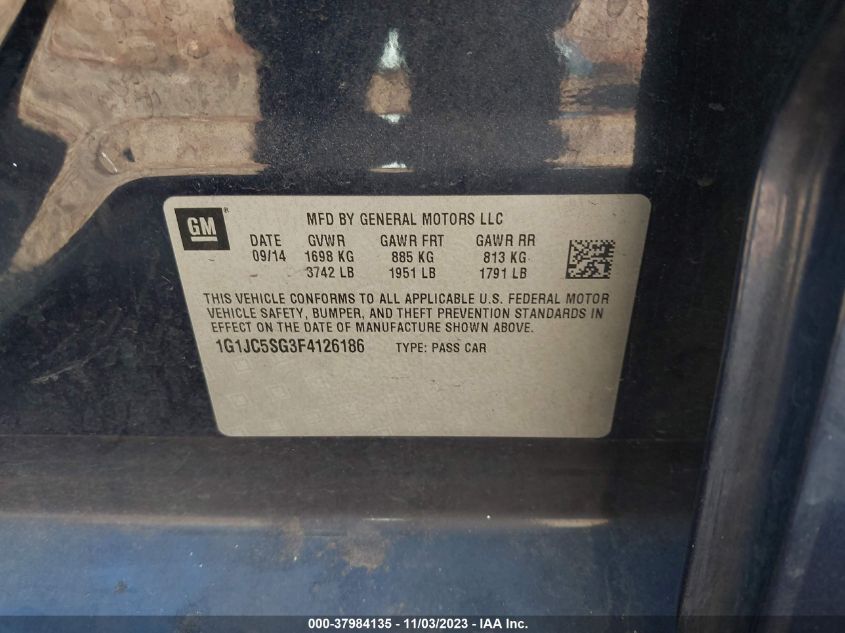 GM ®
MFD BY GENERAL MOTORS LLC
DATE GVWR GAWR FRT GAWR RR
09/14 1698 KG 885 KG 813 KG
3742 LB 1951 LB 1791 LB
THIS VEHICLE CONFORMS TO ALL APPLICABLE U.S. FEDERAL MOTOR
VEHICLE SAFETY, BUMPER, AND THEFT PREVENTION STANDARDS IN
EFFECT ON THE DATE OF MANUFACTURE SHOWN ABOVE.
1G1JC5SG3F4126186 TYPE: PASS CAR
000-37984135 - 11/03/2023 - IAA Inc.